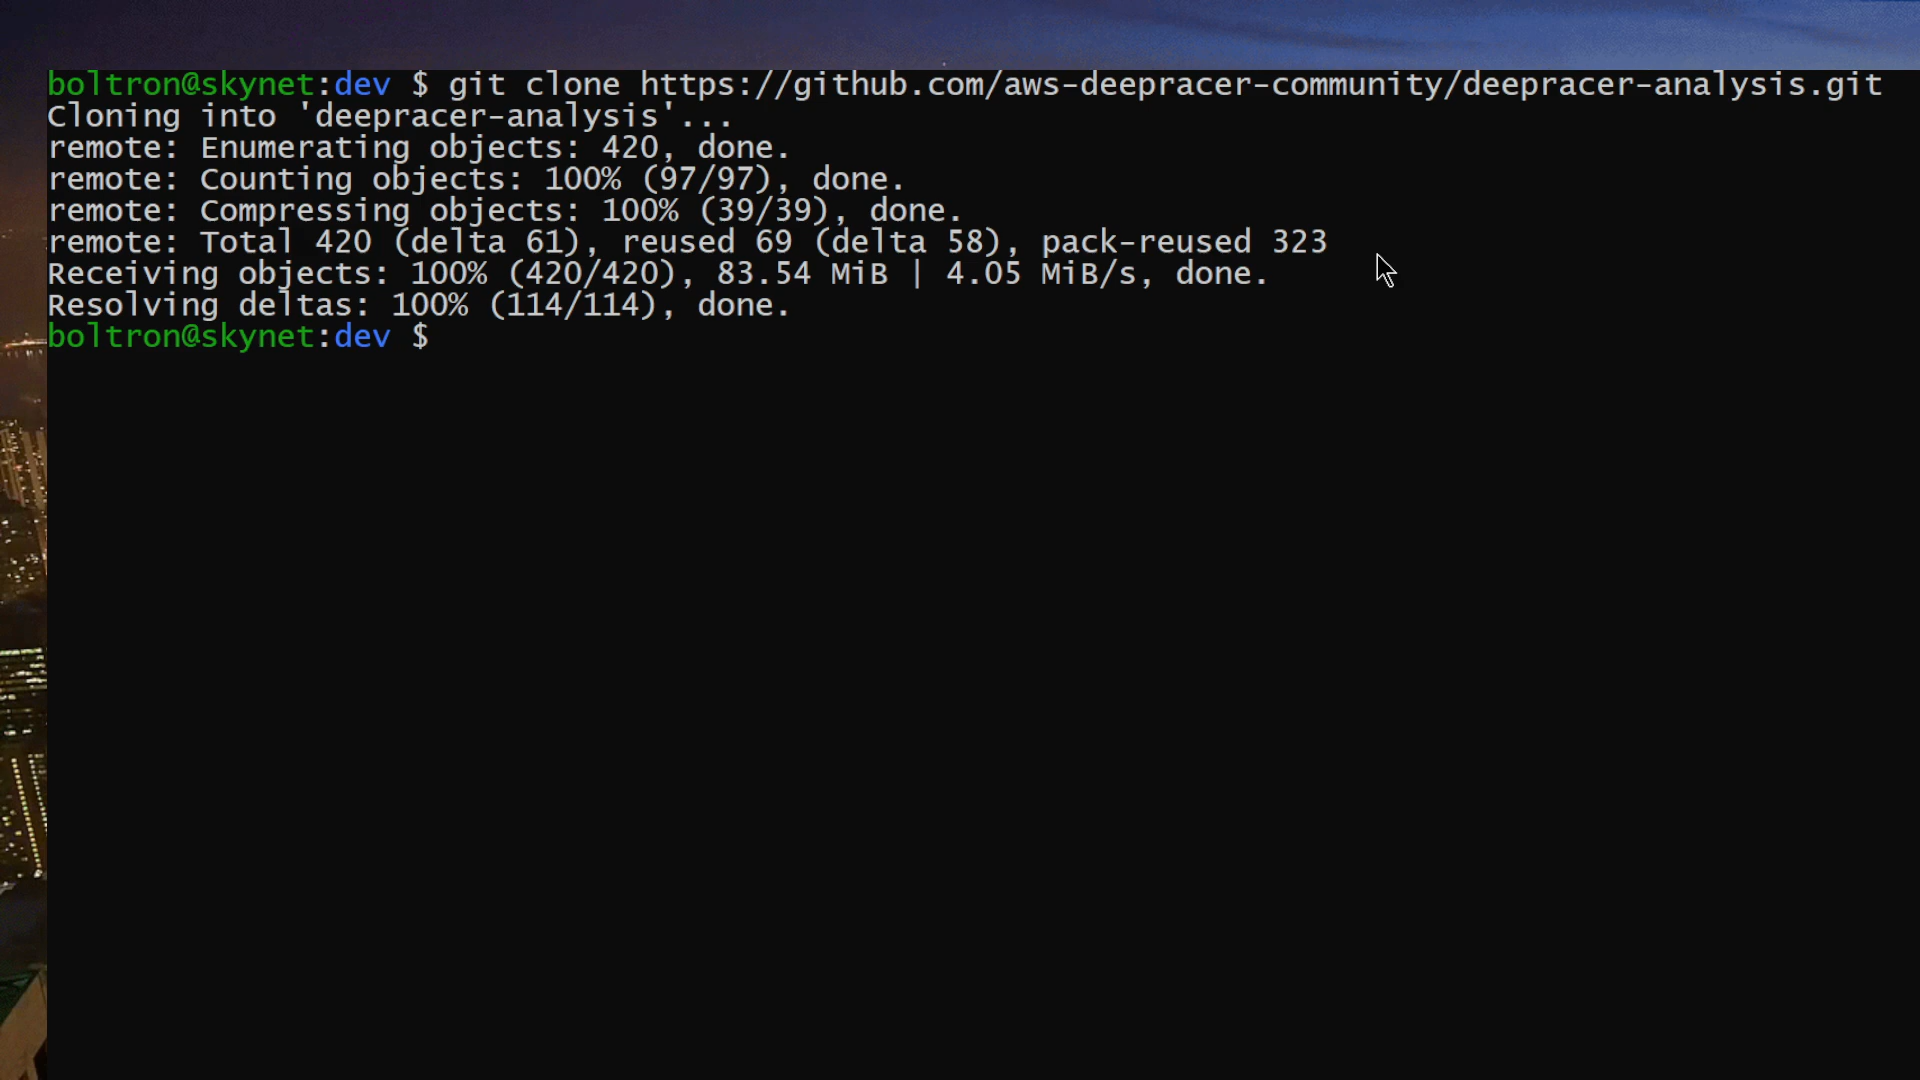 boltron@skynet:dev $ git clone https://github.com/aws-deepracer-community/deepracer-analysis.git
Cloning into 'deepracer-analysis'...
remote: Enumerating objects: 420, done.
remote: Counting objects: 100% (97/97), done.
remote: Compressing objects: 100% (39/39), done.
remote: Total 420 (delta 61), reused 69 (delta 58), pack-reused 323
Receiving objects: 100% (420/420), 83.54 MiB | 4.05 MiB/s, done.
Resolving deltas: 100% (114/114), done.
boltron@skynet:dev $